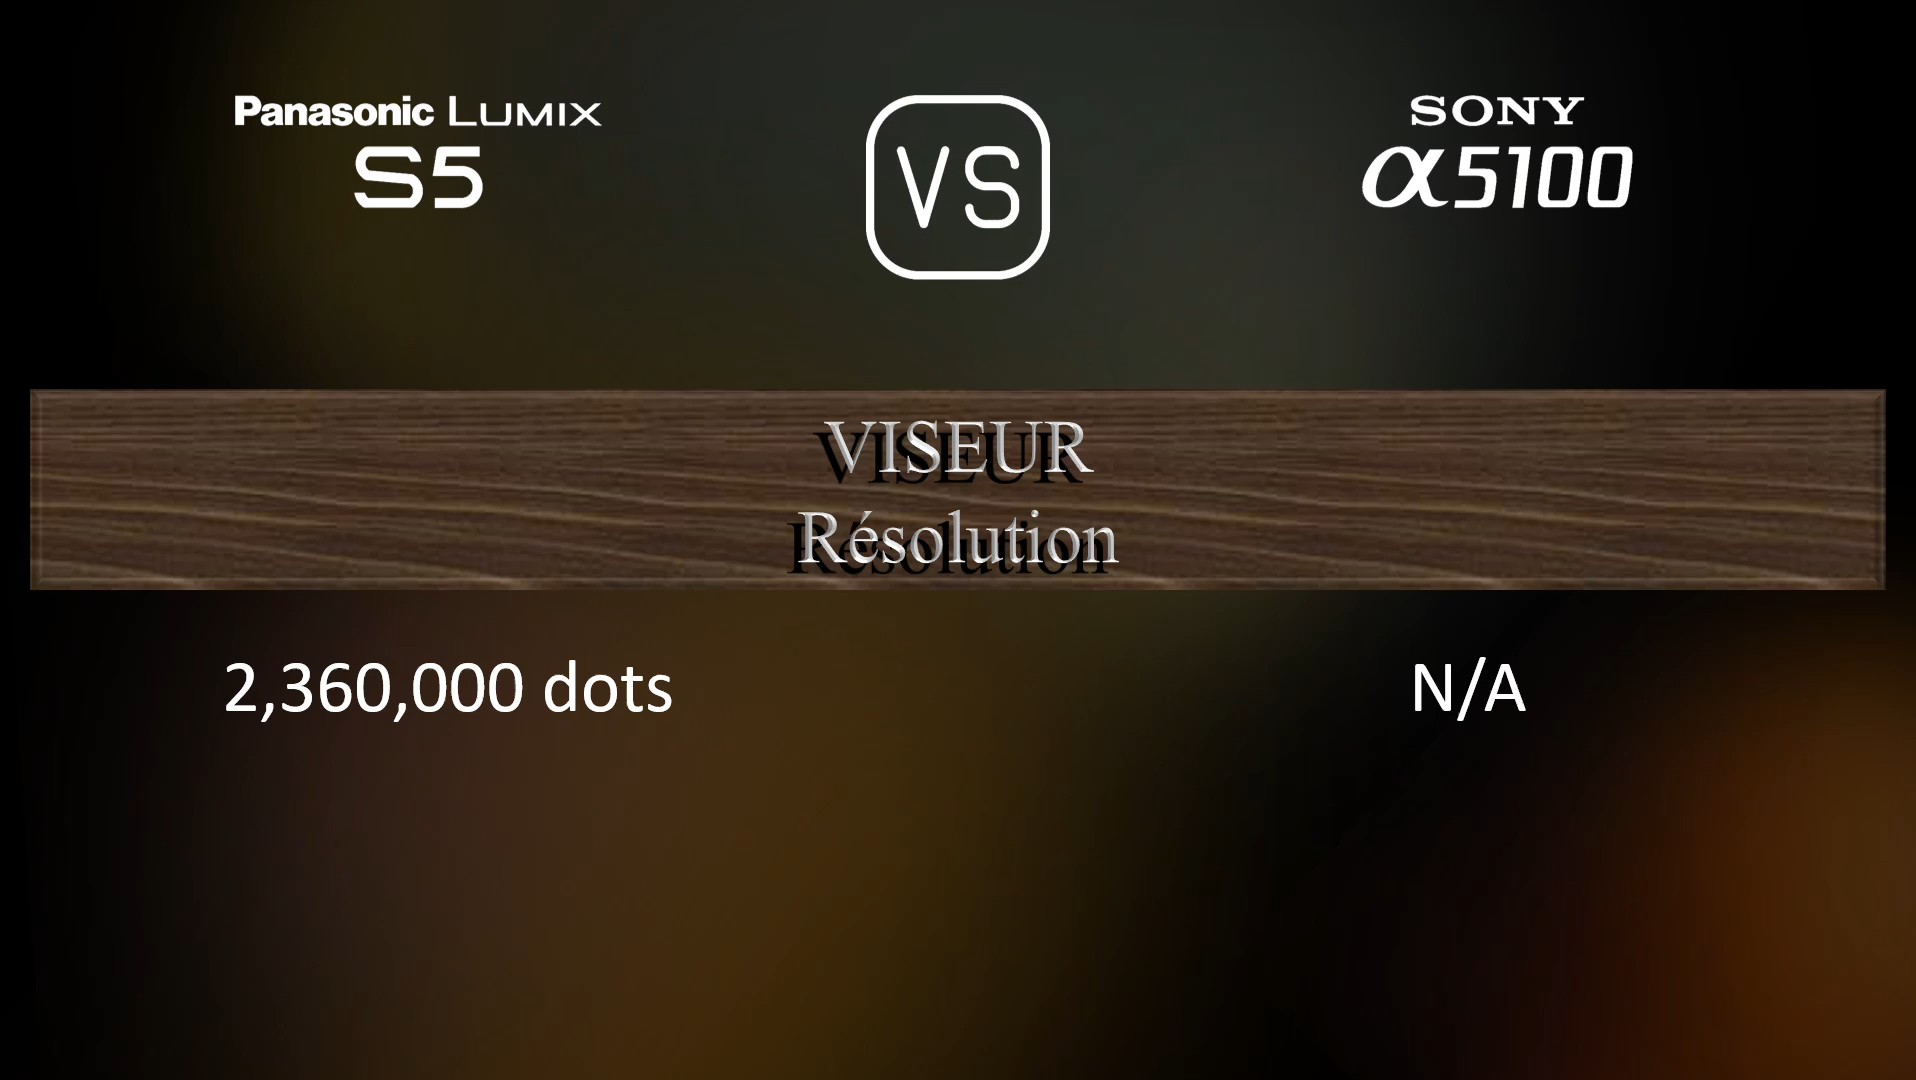 Panasonic LUMIX
S5
VS
SONY
α5100
VISEUR
Résolution
2,360,000 dots
N/A